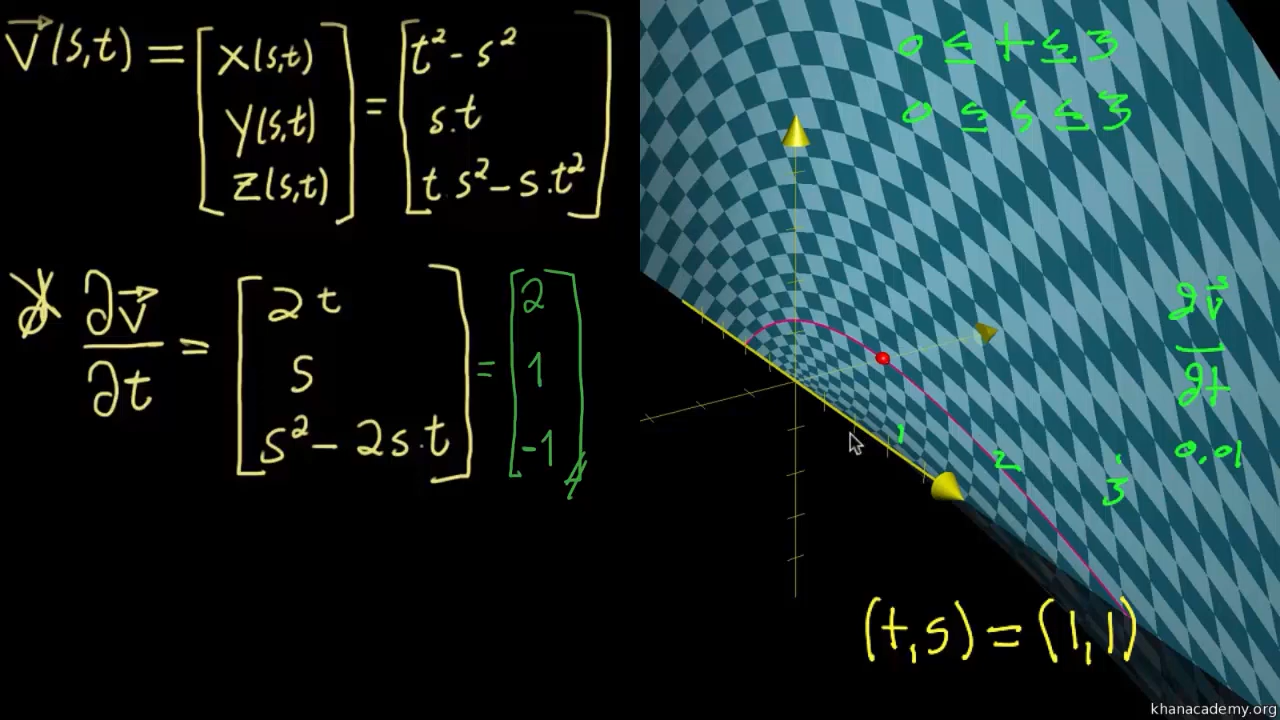 v⃗(s,t) = [x(s,t) y(s,t) z(s,t)] = [t² - s² s.t t.s² - s.t²]
∂v⃗/∂t = [2t s s² - 2s.t] = [2 1 -1]
0 ≤ t ≤ 3
0 ≤ s ≤ 3
∂v⃗/∂t
0.01
1
2
3
(t,s) = (1,1)
khanacademy.org